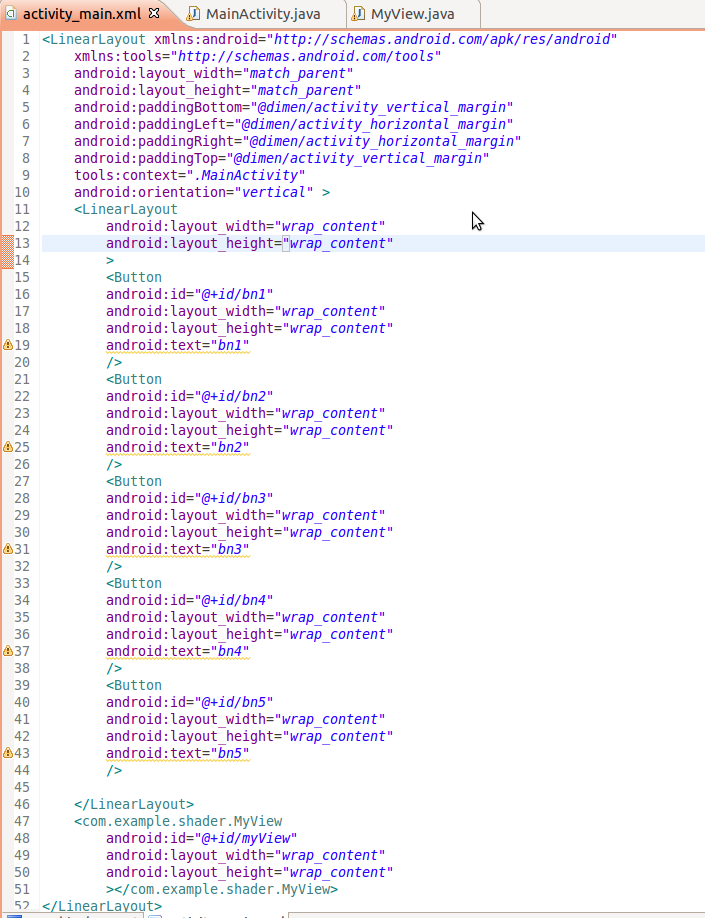 activity_main.xml MainActivity.java MyView.java
1 <LinearLayout xmlns:android="http://schemas.android.com/apk/res/android"
2 xmlns:tools="http://schemas.android.com/tools"
3 android:layout_width="match_parent"
4 android:layout_height="match_parent"
5 android:paddingBottom="@dimen/activity_vertical_margin"
6 android:paddingLeft="@dimen/activity_horizontal_margin"
7 android:paddingRight="@dimen/activity_horizontal_margin"
8 android:paddingTop="@dimen/activity_vertical_margin"
9 tools:context=".MainActivity"
10 android:orientation="vertical" >
11 <LinearLayout
12 android:layout_width="wrap_content"
13 android:layout_height="wrap_content"
14 >
15 <Button
16 android:id="@+id/bn1"
17 android:layout_width="wrap_content"
18 android:layout_height="wrap_content"
19 android:text="bn1"
20 />
21 <Button
22 android:id="@+id/bn2"
23 android:layout_width="wrap_content"
24 android:layout_height="wrap_content"
25 android:text="bn2"
26 />
27 <Button
28 android:id="@+id/bn3"
29 android:layout_width="wrap_content"
30 android:layout_height="wrap_content"
31 android:text="bn3"
32 />
33 <Button
34 android:id="@+id/bn4"
35 android:layout_width="wrap_content"
36 android:layout_height="wrap_content"
37 android:text="bn4"
38 />
39 <Button
40 android:id="@+id/bn5"
41 android:layout_width="wrap_content"
42 android:layout_height="wrap_content"
43 android:text="bn5"
44 />
45
46 </LinearLayout>
47 <com.example.shader.MyView
48 android:id="@+id/myView"
49 android:layout_width="wrap_content"
50 android:layout_height="wrap_content"
51 ></com.example.shader.MyView>
52 </LinearLayout>